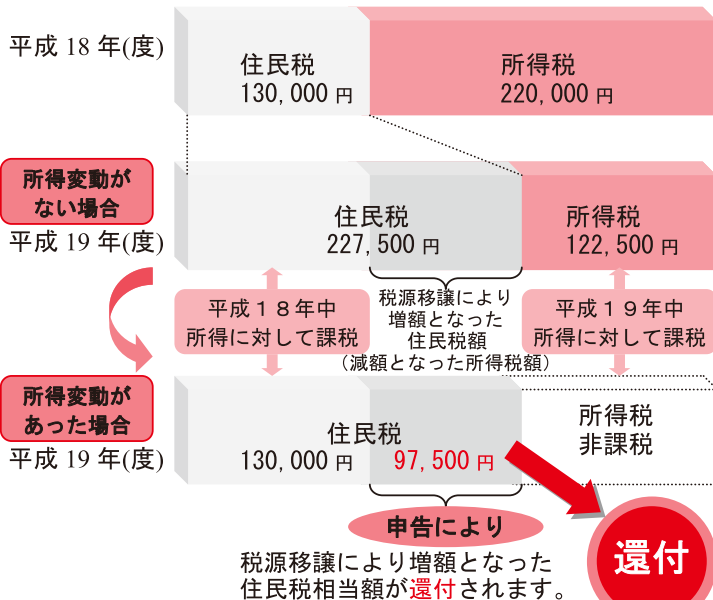 平成 18 年(度)
住民税
130,000 円
所得税
220,000 円
所得変動が
ない場合
平成 19 年(度)
住民税
227,500 円
所得税
122,500 円
平成１８年中
所得に対して課税
税源移譲により
増額となった
住民税額
（減額となった所得税額）
平成１９年中
所得に対して課税
所得変動が
あった場合
平成 19 年(度)
住民税
130,000 円
97,500 円
所得税
非課税
申告により
還付
税源移譲により増額となった
住民税相当額が還付されます。